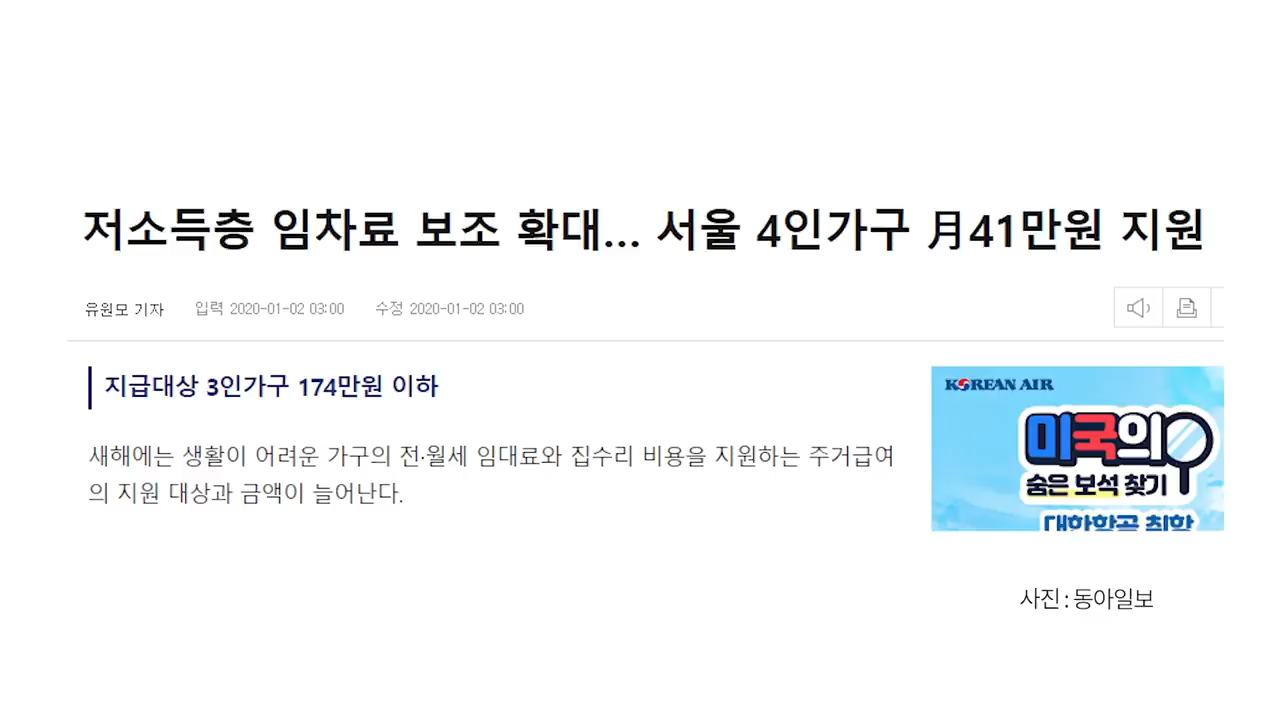 저소득층 임차료 보조 확대... 서울 4인가구 月41만원 지원
유원모 기자 입력 2020-01-02 03:00 수정 2020-01-02 03:00
지급대상 3인가구 174만원 이하
새해에는 생활이 어려운 가구의 전·월세 임대료와 집수리 비용을 지원하는 주거급여
의 지원 대상과 금액이 늘어난다.
KOREAN AIR
미국의
숨은 보석 찾기
대한항공 취항
사진 : 동아일보